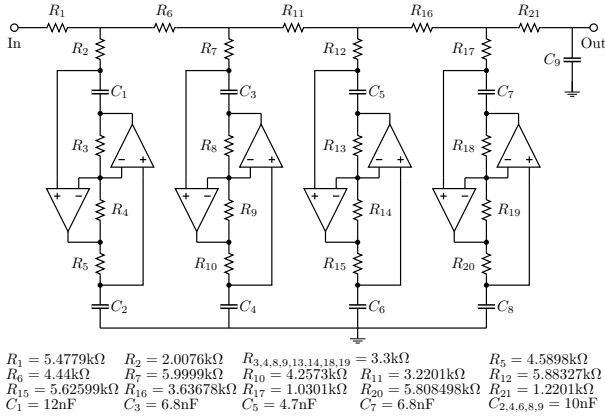 R1 R6 R11 R16 R21
In Out
R2 R7 R12 R17
C9
C1 C3 C5 C7
R3 R8 R13 R18
− + − + − + − +
+ − + − + − + −
R4 R9 R14 R19
R5 R10 R15 R20
C2 C4 C6 C8
R1 = 5.4779kΩ R2 = 2.0076kΩ R3,4,8,9,13,14,18,19 = 3.3kΩ R5 = 4.5898kΩ
R6 = 4.44kΩ R7 = 5.9999kΩ R10 = 4.2573kΩ R11 = 3.2201kΩ R12 = 5.88327kΩ
R15 = 5.62599kΩ R16 = 3.63678kΩ R17 = 1.0301kΩ R20 = 5.808498kΩ R21 = 1.2201kΩ
C1 = 12nF C3 = 6.8nF C5 = 4.7nF C7 = 6.8nF C2,4,6,8,9 = 10nF